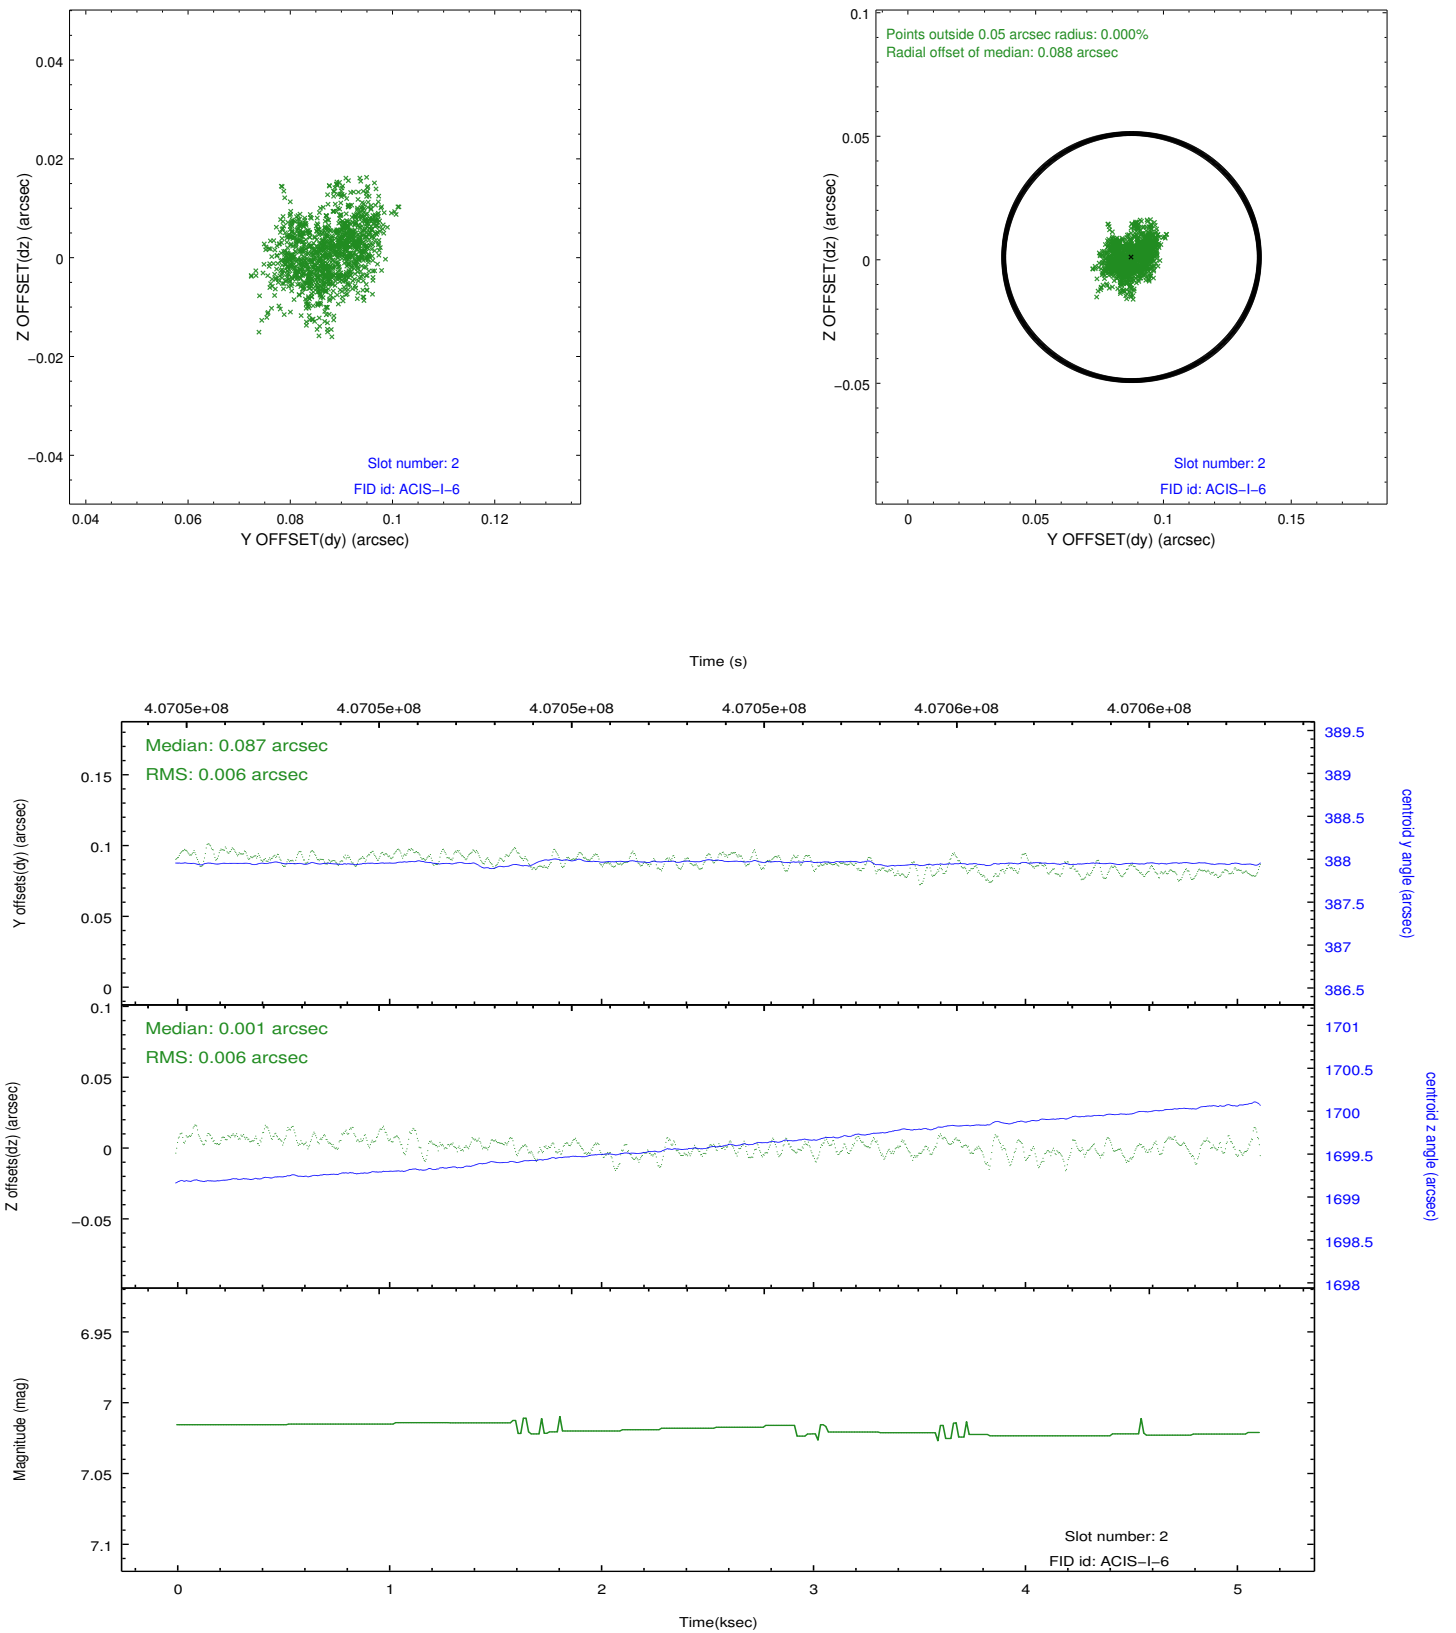 0.04
0.02
0
−0.02
−0.04
Z OFFSET(dz) (arcsec)
0.04 0.06 0.08 0.1 0.12
Y OFFSET(dy) (arcsec)
Slot number: 2
FID id: ACIS−I−6
Points outside 0.05 arcsec radius: 0.000%
Radial offset of median: 0.088 arcsec
0.1
0.05
0
−0.05
Z OFFSET(dz) (arcsec)
0 0.05 0.1 0.15
Y OFFSET(dy) (arcsec)
Slot number: 2
FID id: ACIS−I−6
Time (s)
4.0705e+08 4.0705e+08 4.0705e+08 4.0705e+08 4.0706e+08 4.0706e+08
Median: 0.087 arcsec
RMS: 0.006 arcsec
0.15
0.1
0.05
0
Y offsets(dy) (arcsec)
389.5
389
388.5
388
387.5
387
386.5
centroid y angle (arcsec)
Median: 0.001 arcsec
RMS: 0.006 arcsec
0.1
0.05
0
−0.05
Z offsets(dz) (arcsec)
1701
1700.5
1700
1699.5
1699
1698.5
1698
centroid z angle (arcsec)
6.95
7
7.05
7.1
Magnitude (mag)
Slot number: 2
FID id: ACIS−I−6
0 1 2 3 4 5
Time(ksec)